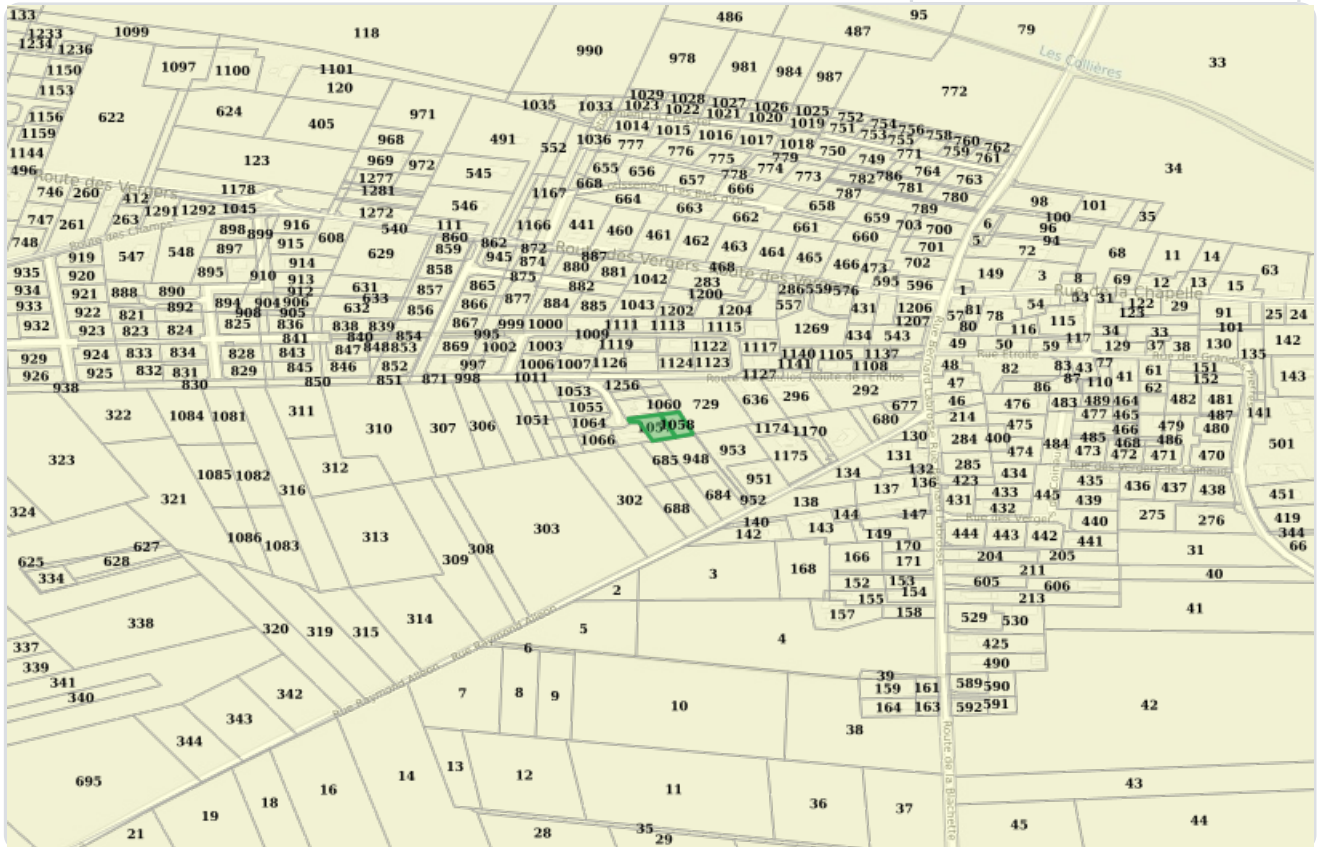 133 1099 118 486 95 79
1233 487
1234 1236 990 978 Les Collières 33
1150 1097 1100 1101 981 984 987
1153 120 772
1156 622 624 405 971 1035 1033 1029 1028 1027 1026 1025
1023 1022 1021 1020 1019 752 754 756 758 760 762
1159 968 491 1014 1015 1016 1017 1018 751 753 755 759 761
1144 123 969 972 552 1036 777 776 775 779 750 749 771
496 1277 545 655 656 657 778 774 773 782 786 764 763 34
Route des Vergers
746 260 412 1178 1281 1167 668 666 787 781 780
747 261 263 1291 1292 1045 1272 546 664 663 662 658 659 789 98 101
748 Route des Champs 898 899 916 608 540 111 1166 441 460 461 462 661 660 703 700 6 100 96 35
919 547 548 897 915 629 860 859 862 872 Route des Vergers 463 464 465 466 701 5 94 72 68 11 14
935 920 895 910 914 913 858 945 874 887 880 881 468 473 702 149 3 8 63
934 921 888 890 912 631 857 865 875 882 1042 283 286 559 576 595 596 1 69 12 13 15
933 922 821 892 894 904 906 633 632 856 866 877 884 885 1043 1200 557 431 1206 Rue de la Chapelle
932 923 823 824 908 905 825 836 838 839 867 999 1000 1202 1204 1269 1207 57 81 78 54 53 31 122 123 29 91 25 24
841 840 854 995 1009 1111 1113 1115 434 543 80 116 115 34 33 101
929 924 833 834 828 843 847 848 853 869 1002 1003 1119 1122 1117 1140 1105 1137 49 50 59 117 129 37 38 130 142
926 925 832 831 829 845 846 852 997 1006 1007 1126 1124 1123 1141 1108 48 Rue Etroite 82 83 43 77 61 151 135
938 830 850 851 871 998 1011 1127 Route de l'Enclos 47 87 110 41 152 143
1053 1256 636 296 292 86 62
322 1084 1081 311 1055 1060 729 677 46 476 483 489 464 482 481
310 307 306 1051 1064 1058 680 214 475 477 465 487 141
1066 1174 1170 130 284 400 484 485 466 479 480 501
323 312 685 948 953 1175 131 474 473 468 486
321 1085 1082 316 951 134 132 285 434 472 471 470
302 684 952 137 136 423 433 445 435 Rue des Vergers de Coinaud
324 688 138 431 432 439 436 437 438 451
1086 1083 313 303 140 143 144 147 440 275 276 419
627 308 142 149 444 443 442 441 344
625 628 309 168 166 170 171 204 205 31 66
334 3 211 40
2 152 153 605 606
338 314 155 154 213 41
320 319 315 5 157 158 529 530
337 4 425
339 Rue Raymond Alleon 6 490
341 39 589 590
340 342 7 8 9 10 159 161 592 591 42
343 164 163
344 38
695 13 12 43
16 14 11 36 37 Route de la Blachette
19 18 45 44
21 28 35 29